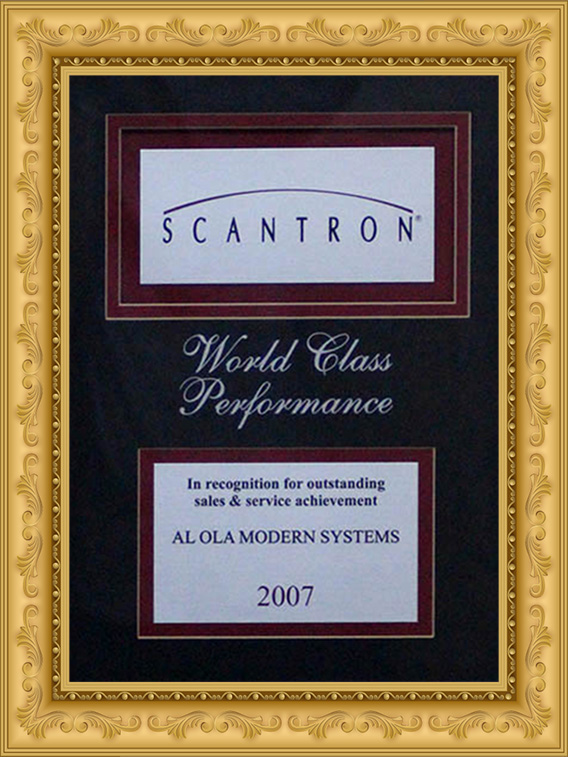 SCANTRON®
World Class
Performance
In recognition for outstanding
sales & service achievement
AL OLA MODERN SYSTEMS
2007